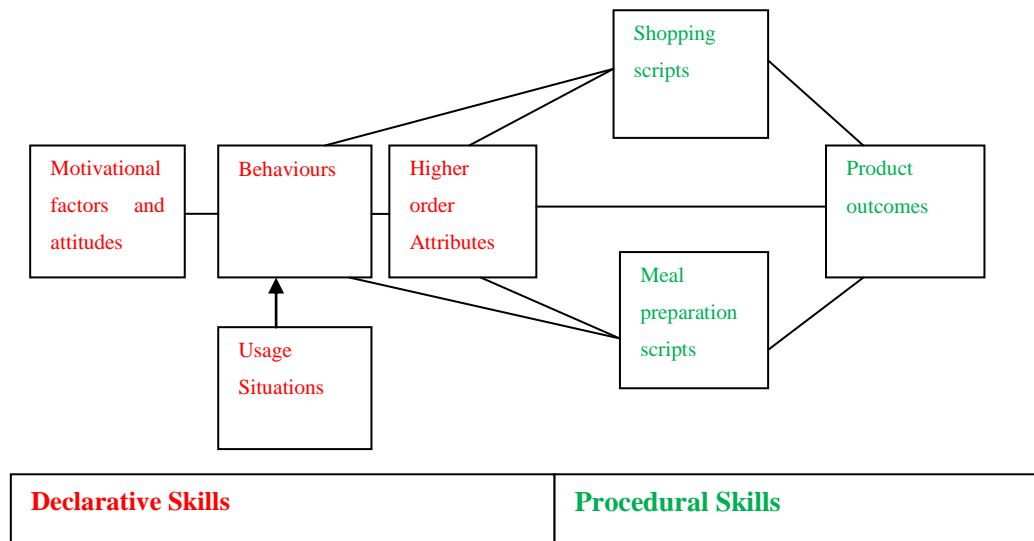 Shopping
scripts
Motivational
factors and
attitudes
Behaviours
Higher
order
Attributes
Product
outcomes
Meal
preparation
scripts
Usage
Situations
Declarative Skills
Procedural Skills